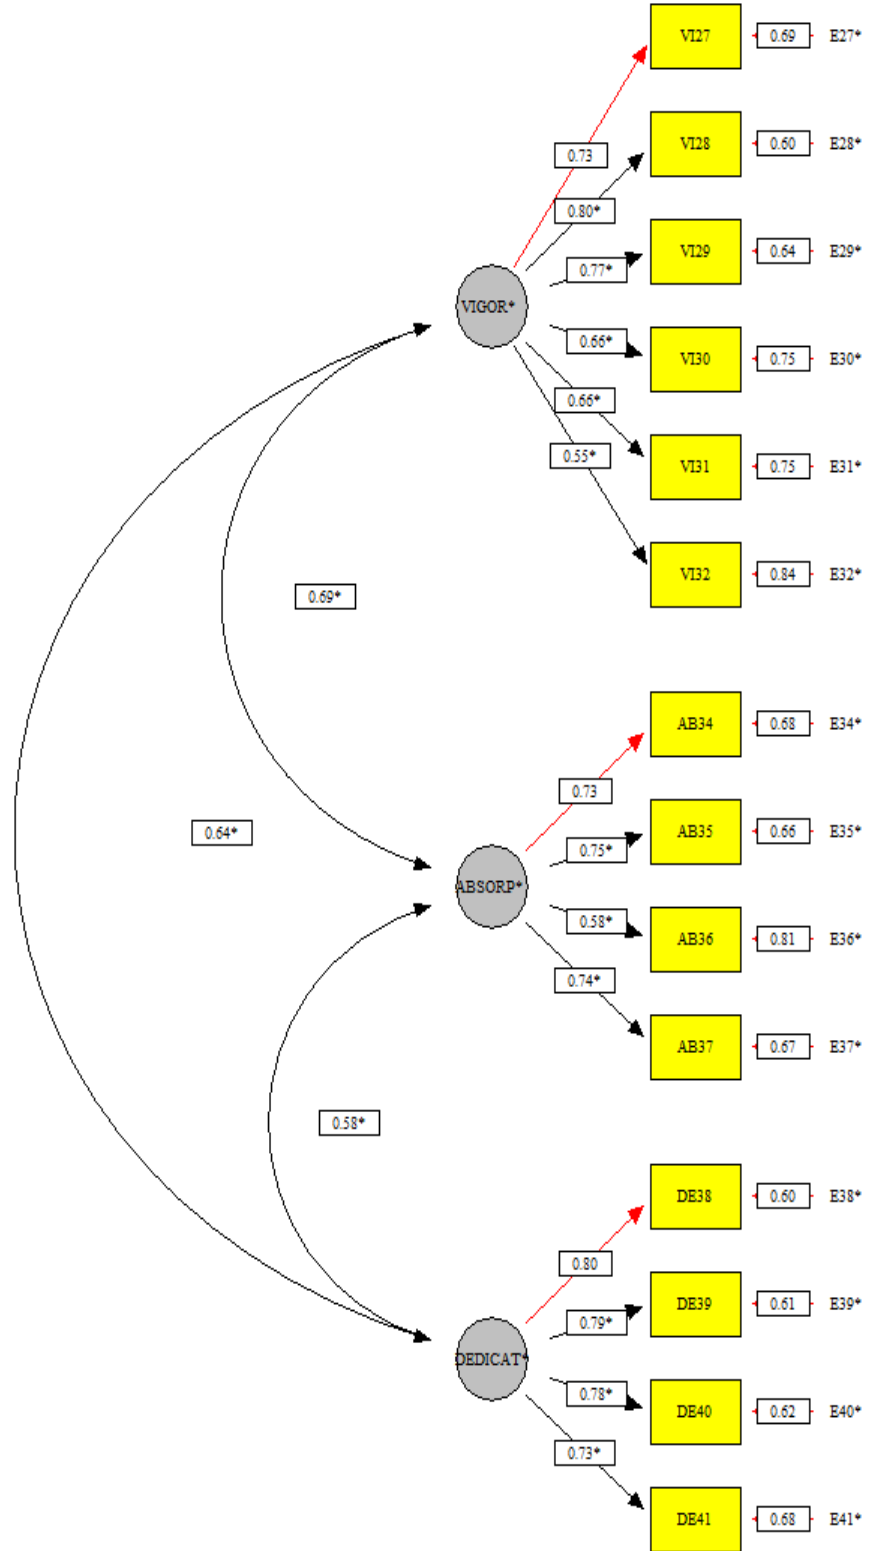 VI27 0.69 E27*
0.73
VI28 0.60 E28*
0.80*
VI29 0.64 E29*
0.77*
VIGOR*
0.66*
VI30 0.75 E30*
0.66*
VI31 0.75 E31*
0.55*
VI32 0.84 E32*
0.69*
AB34 0.68 E34*
0.73
AB35 0.66 E35*
0.64*
0.75*
ABSORP*
0.58*
AB36 0.81 E36*
0.74*
AB37 0.67 E37*
0.58*
DE38 0.60 E38*
0.80
DE39 0.61 E39*
0.79*
DEDICAT*
0.78*
DE40 0.62 E40*
0.73*
DE41 0.68 E41*